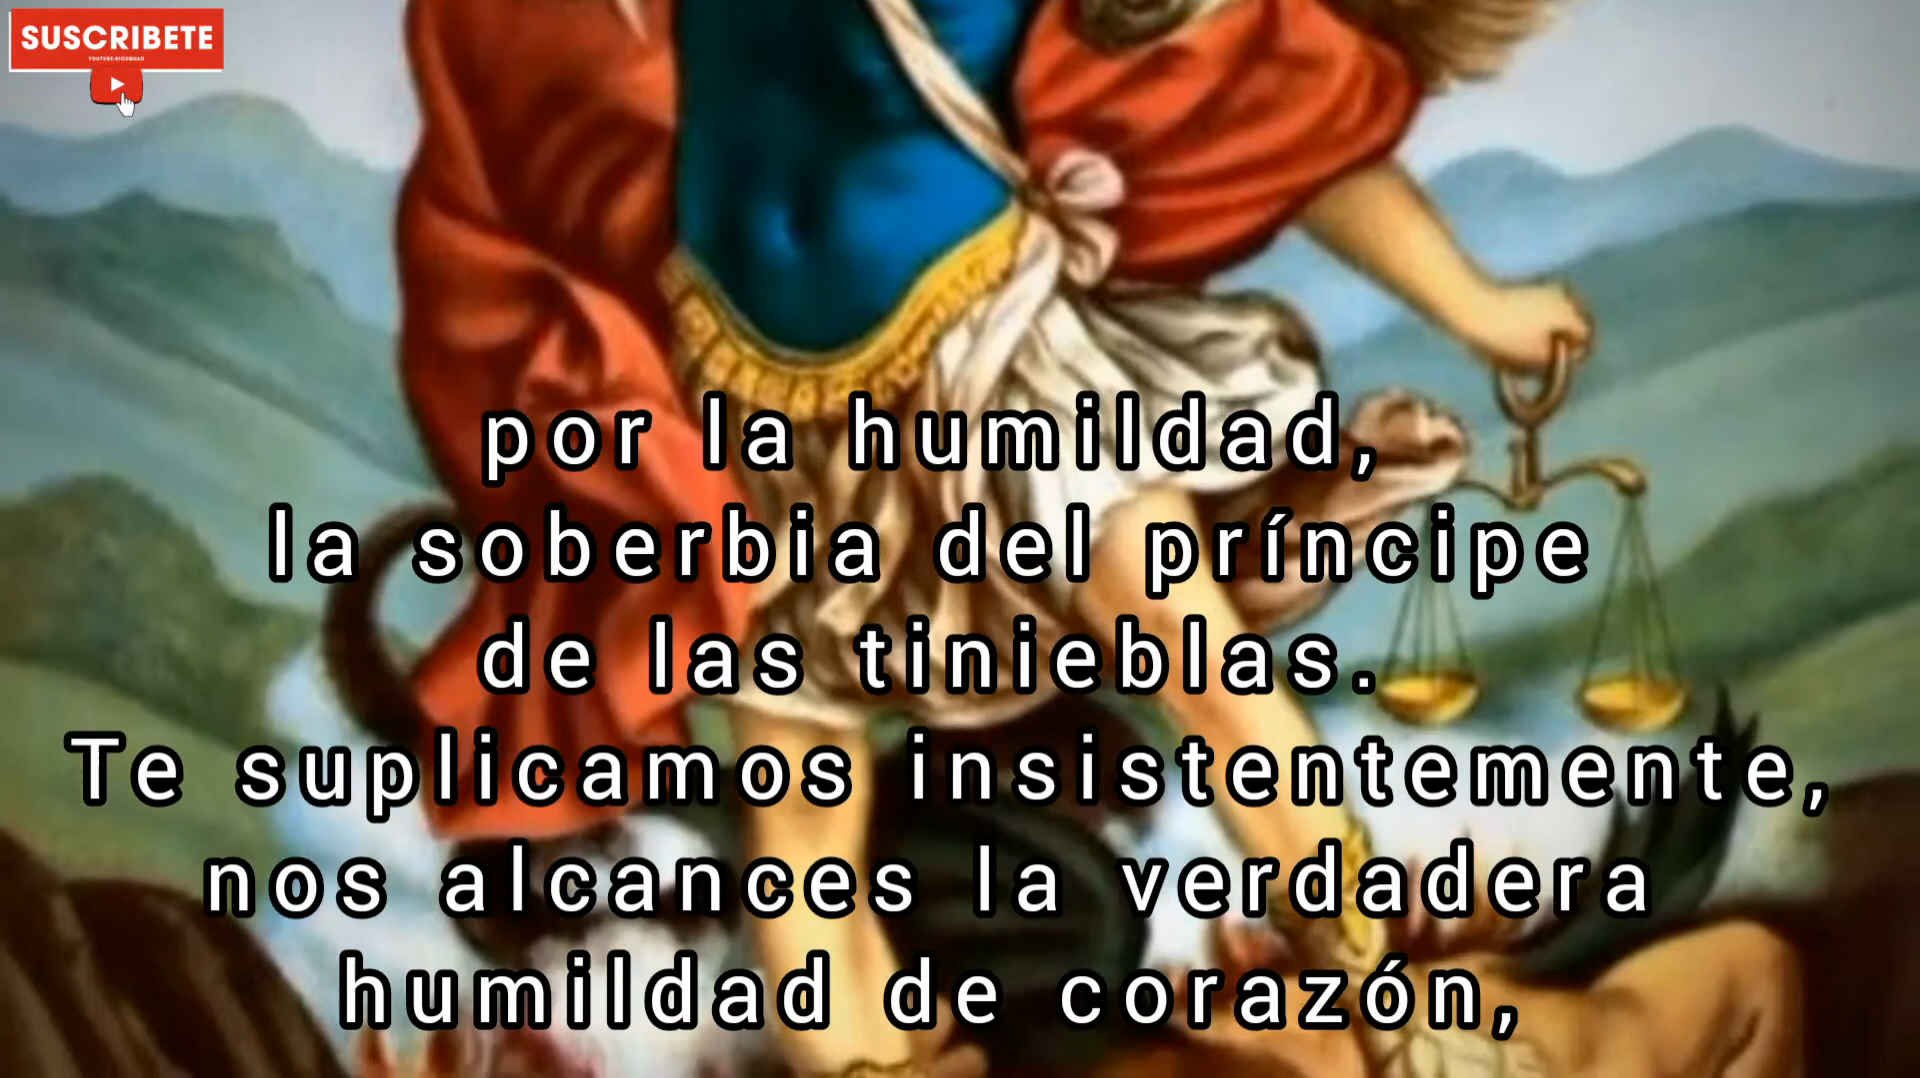 SUSCRIBETE
por la humildad,
la soberbia del príncipe
de las tinieblas.
Te suplicamos insistentemente,
nos alcances la verdadera
humildad de corazón,